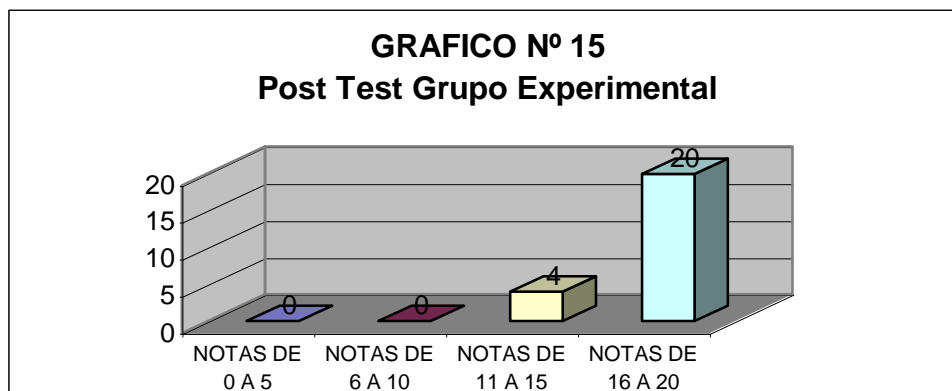 GRAFICO Nº 15
Post Test Grupo Experimental
20
15
10
5
0
0
0
4
20
NOTAS DE
0 A 5
NOTAS DE
6 A 10
NOTAS DE
11 A 15
NOTAS DE
16 A 20